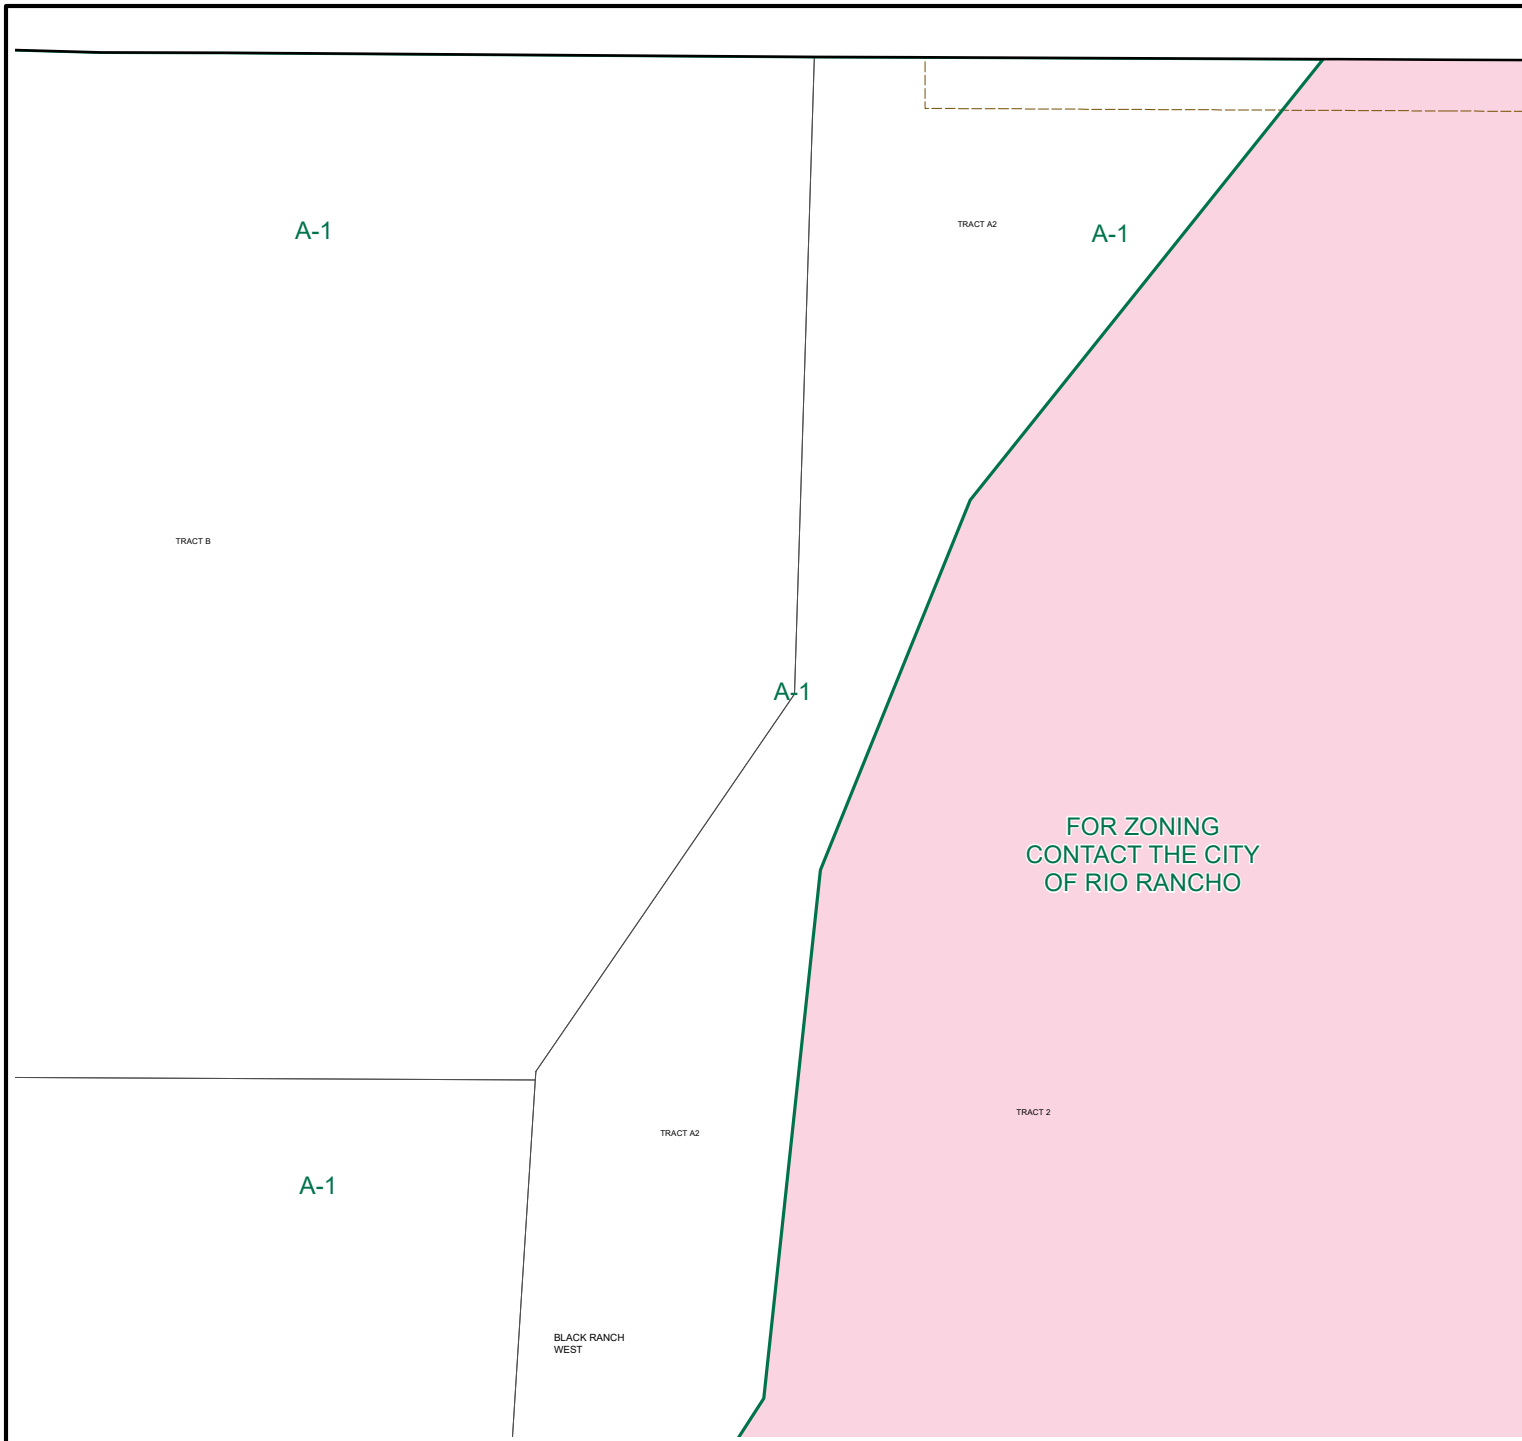 A-1
TRACT A2
A-1
TRACT B
A-1
FOR ZONING
CONTACT THE CITY
OF RIO RANCHO
TRACT 2
TRACT A2
A-1
BLACK RANCH
WEST